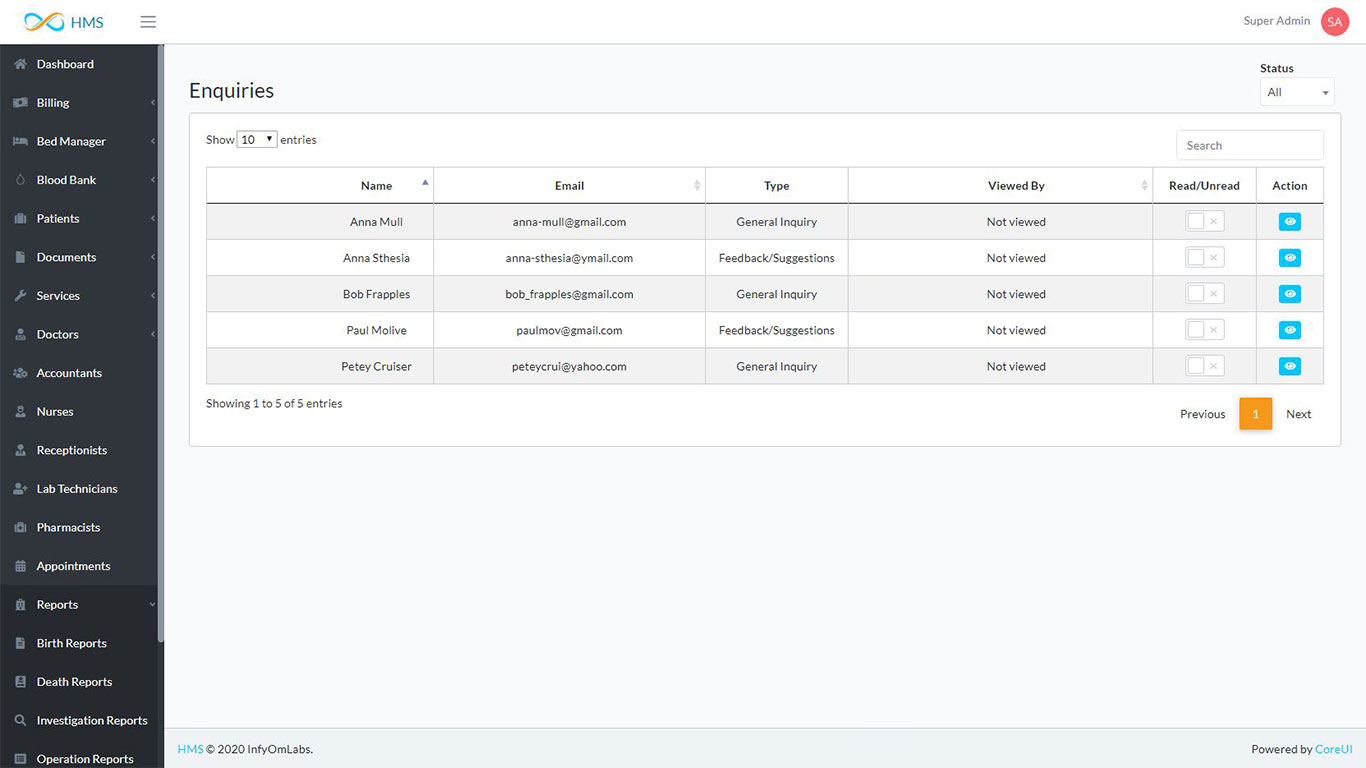 HMS
Super Admin
SA
Dashboard
Billing
Bed Manager
Blood Bank
Patients
Documents
Services
Doctors
Accountants
Nurses
Receptionists
Lab Technicians
Pharmacists
Appointments
Reports
Birth Reports
Death Reports
Investigation Reports
Operation Reports
Enquiries
Status
All
Show 10 entries
Search
Name Email Type Viewed By Read/Unread Action
Anna Mull anna-mull@gmail.com General Inquiry Not viewed
Anna Sthesia anna-sthesia@ymail.com Feedback/Suggestions Not viewed
Bob Frapples bob_frapples@gmail.com General Inquiry Not viewed
Paul Molive paulmov@gmail.com Feedback/Suggestions Not viewed
Petey Cruiser peteycrui@yahoo.com General Inquiry Not viewed
Showing 1 to 5 of 5 entries
Previous 1 Next
HMS © 2020 InfyOmLabs.
Powered by CoreUI